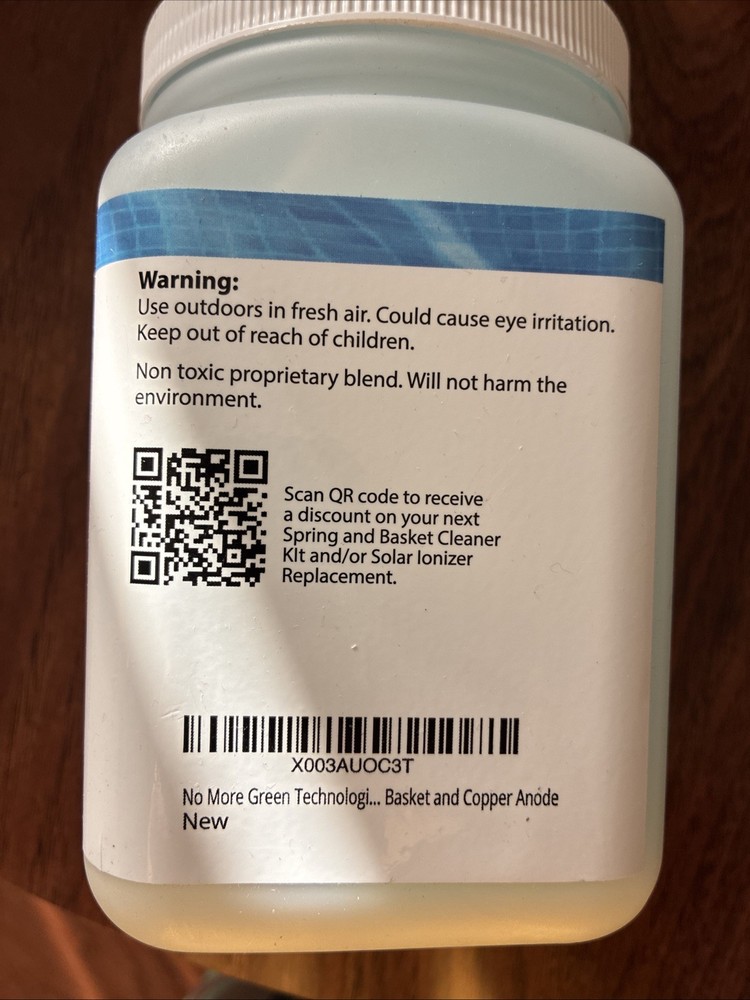 Warning:
Use outdoors in fresh air. Could cause eye irritation.
Keep out of reach of children.
Non toxic proprietary blend. Will not harm the
environment.
Scan QR code to receive
a discount on your next
Spring and Basket Cleaner
KIt and/or Solar Ionizer
Replacement.
X003AUOC3T
No More Green Technologi... Basket and Copper Anode
New